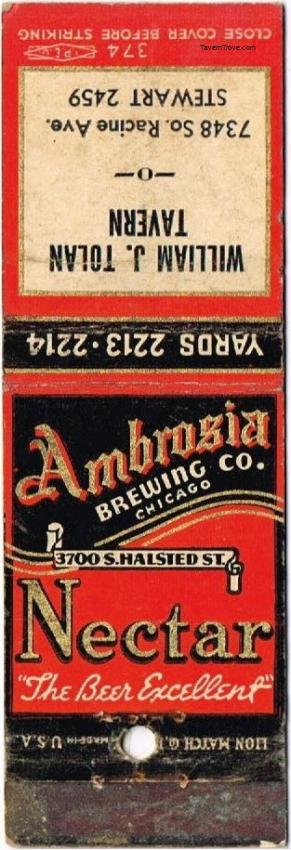 TavernTrove.com
CLOSE COVER BEFORE STRIKING
374
WILLIAM J. TOLAN
TAVERN
—o—
7348 So. Racine Ave.
STEWART 2459
YARDS 2213 • 2214
Ambrosia
BREWING CO.
CHICAGO
3700 S. HALSTED ST.
Nectar
"The Beer Excellent"
LION MATCH MADE IN U.S.A